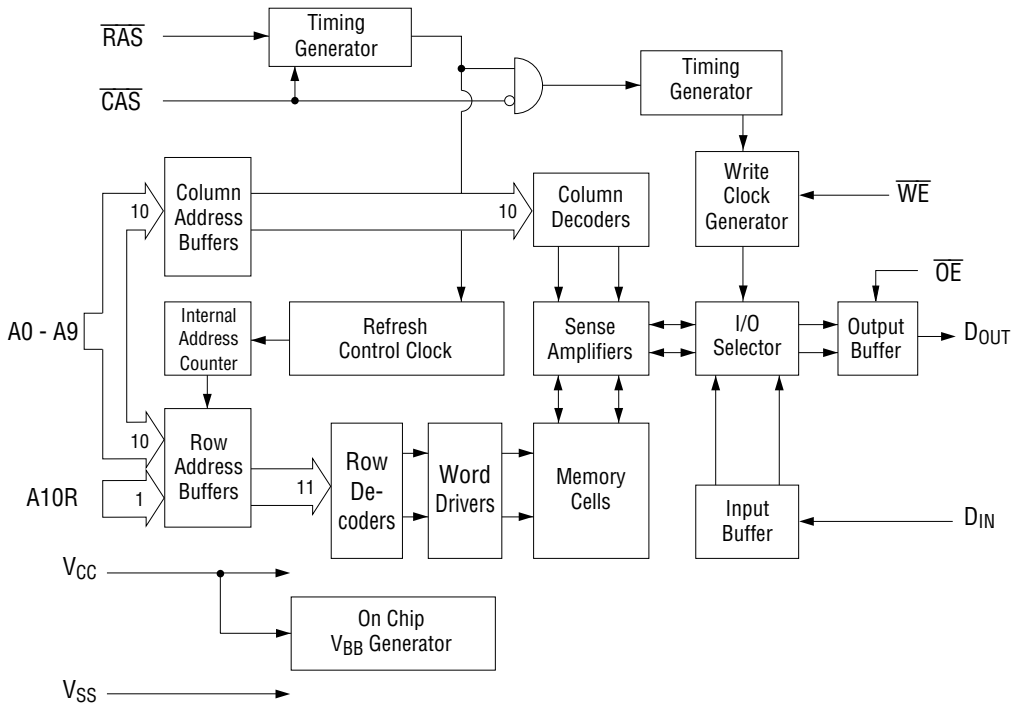 RAS
Timing
Generator
CAS
Timing
Generator
Column
Address
Buffers
10
10
Column
Decoders
Write
Clock
Generator
WE
OE
A0 - A9
Internal
Address
Counter
Refresh
Control Clock
Sense
Amplifiers
I/O
Selector
Output
Buffer
DOUT
10
Row
Address
Buffers
A10R
1
11
Row
De-
coders
Word
Drivers
Memory
Cells
Input
Buffer
DIN
VCC
On Chip
VBB Generator
VSS